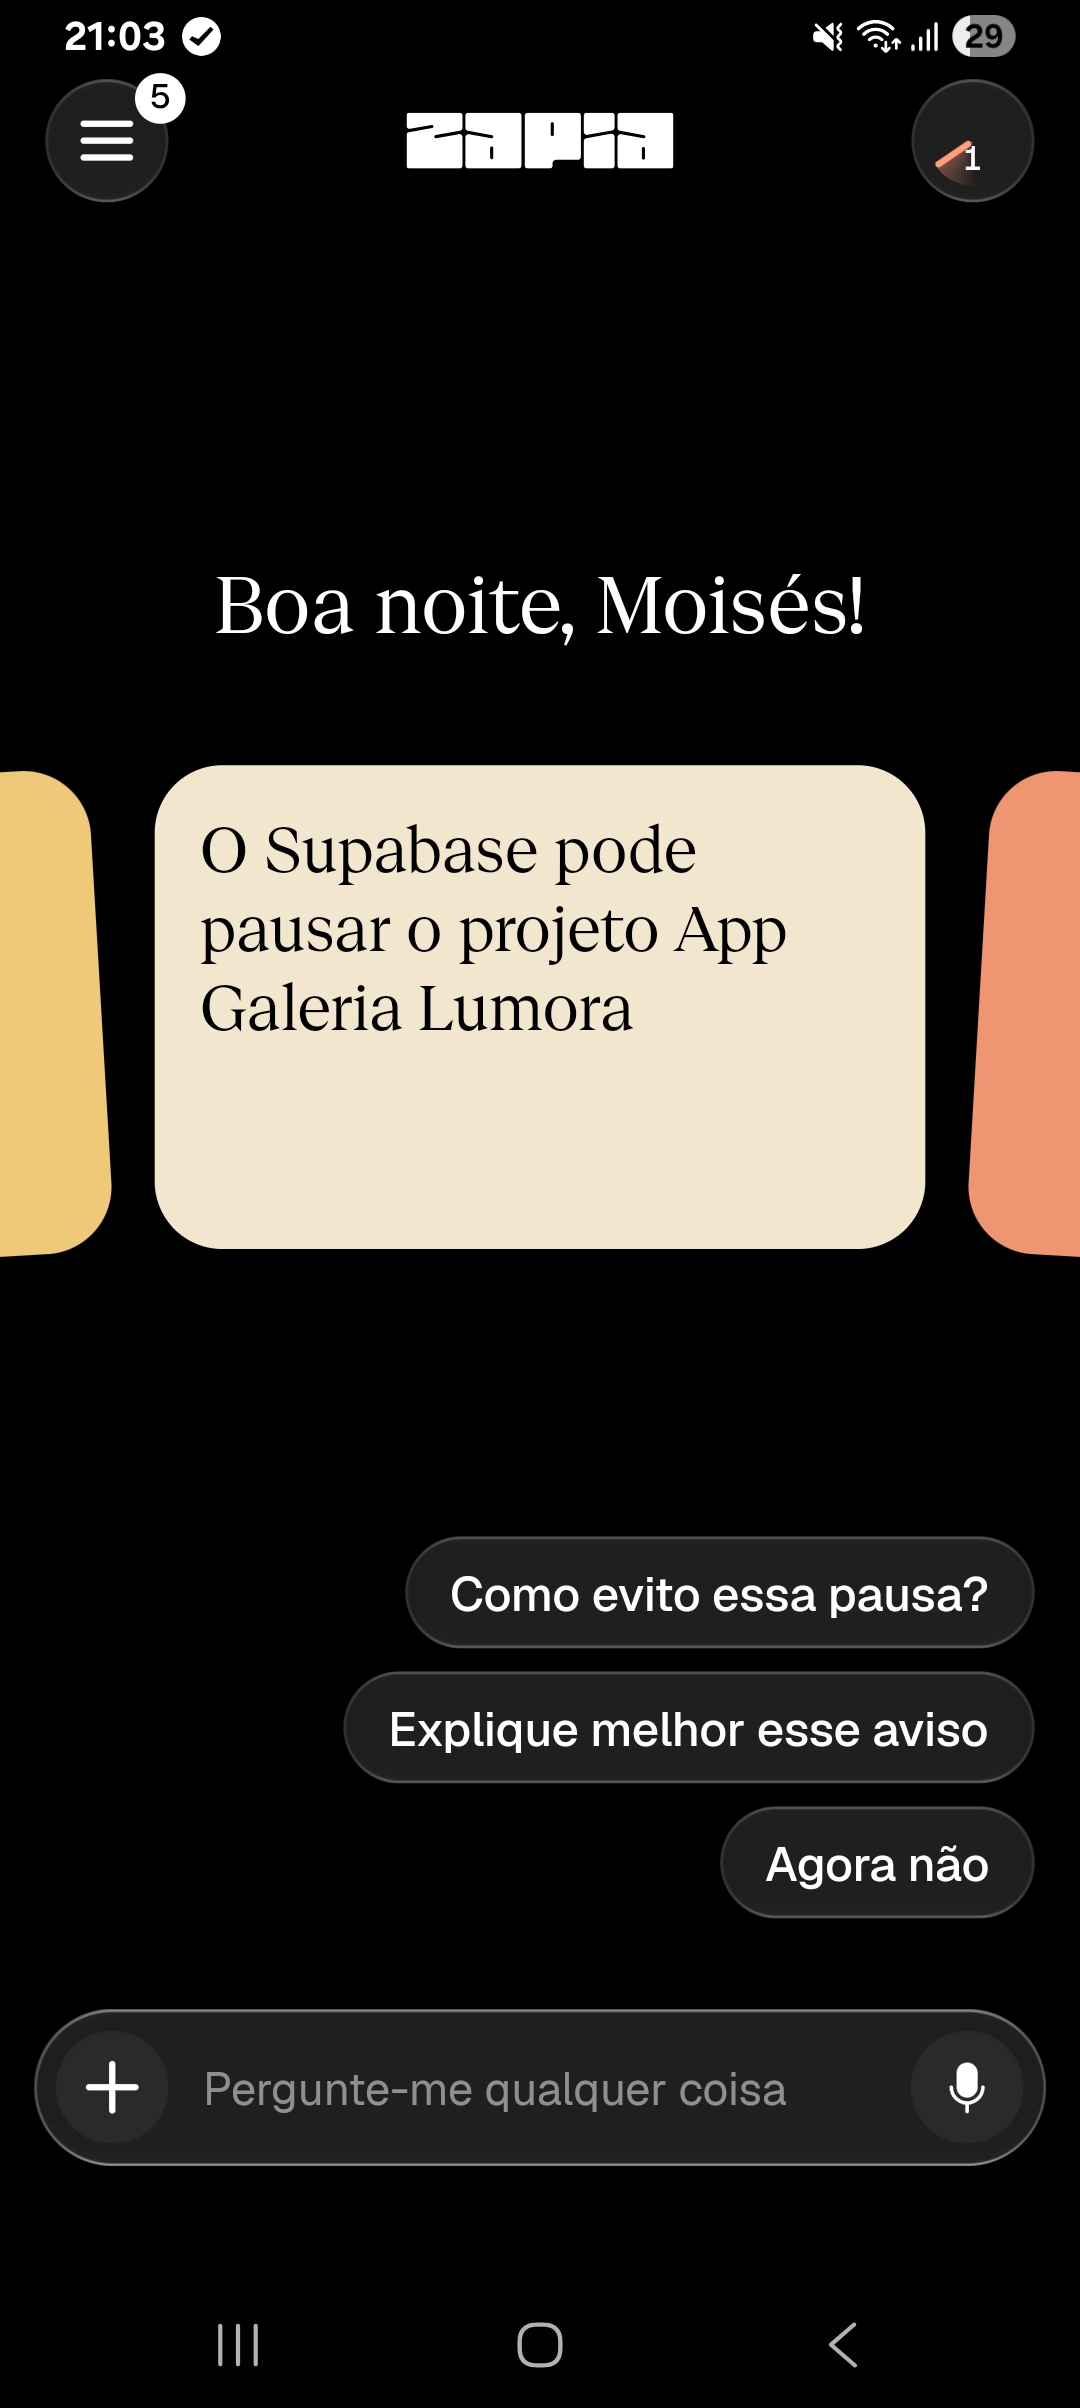 21:03
29
5
zapia
1
Boa noite, Moisés!
O Supabase pode
pausar o projeto App
Galeria Lumora
Como evito essa pausa?
Explique melhor esse aviso
Agora não
Pergunte-me qualquer coisa